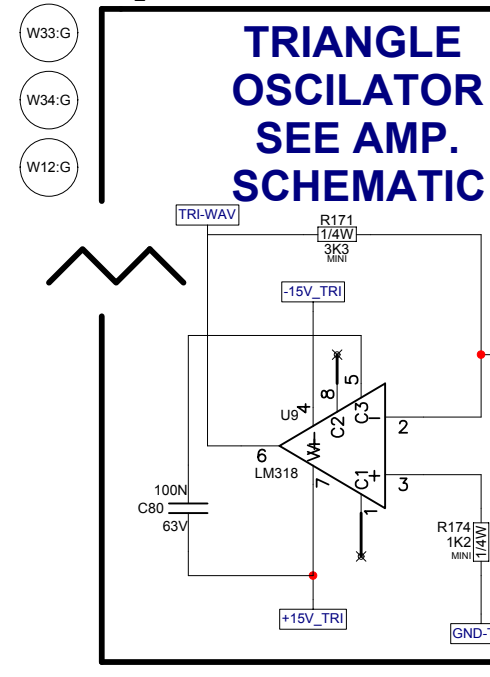 W33:G
W34:G
W12:G
TRIANGLE
OSCILATOR
SEE AMP.
SCHEMATIC
TRI-WAV
R171
1/4W
3K3
MINI
-15V_TRI
U9
4
8
5
C2
C3
-
2
6
LM318
7
C1
+
3
1
100N
C80
63V
R174
1K2
MINI
1/4W
+15V_TRI
GND-T